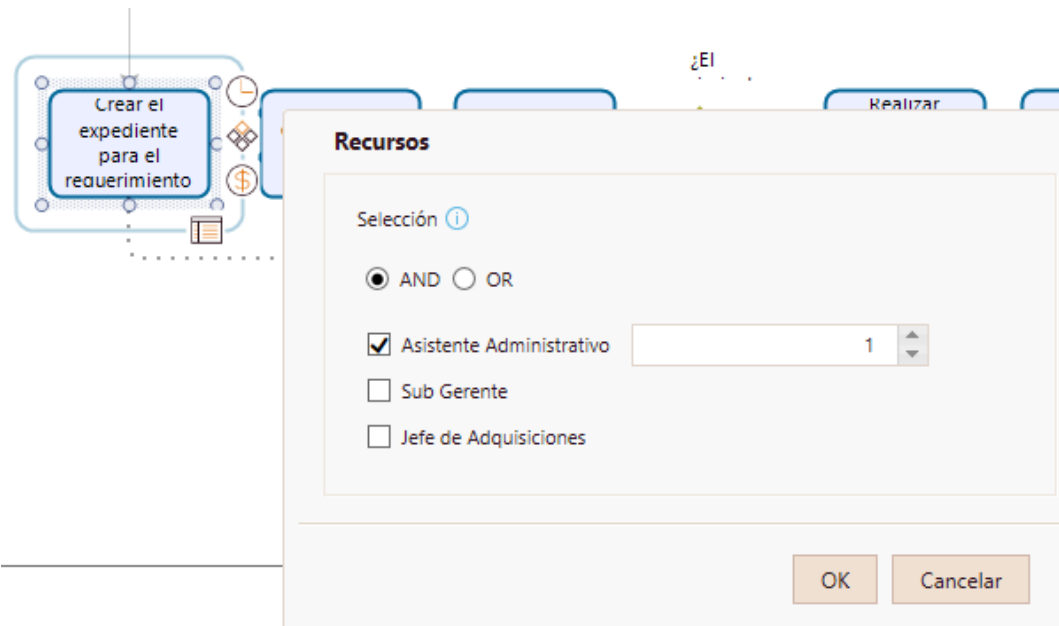 ¿El
Crear el
expediente
para el
requerimiento
Realizar
Recursos
Selección
AND OR
Asistente Administrativo 1
Sub Gerente
Jefe de Adquisiciones
OK Cancelar